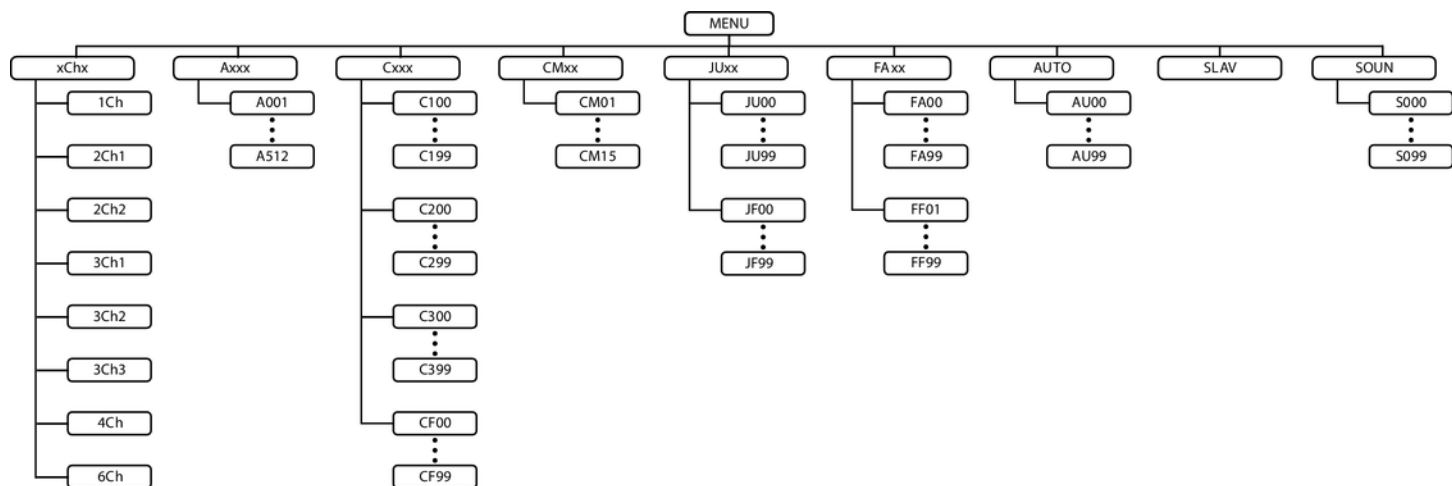 MENU
xChx
Axxx
Cxxx
CMxx
JUxx
FAxx
AUTO
SLAV
SOUN
1Ch
A001
C100
CM01
JU00
FA00
AU00
S000
2Ch1
A512
C199
CM15
JU99
FA99
AU99
S099
2Ch2
C200
JF00
FF01
3Ch1
C299
JF99
FF99
3Ch2
C300
3Ch3
C399
4Ch
CF00
6Ch
CF99